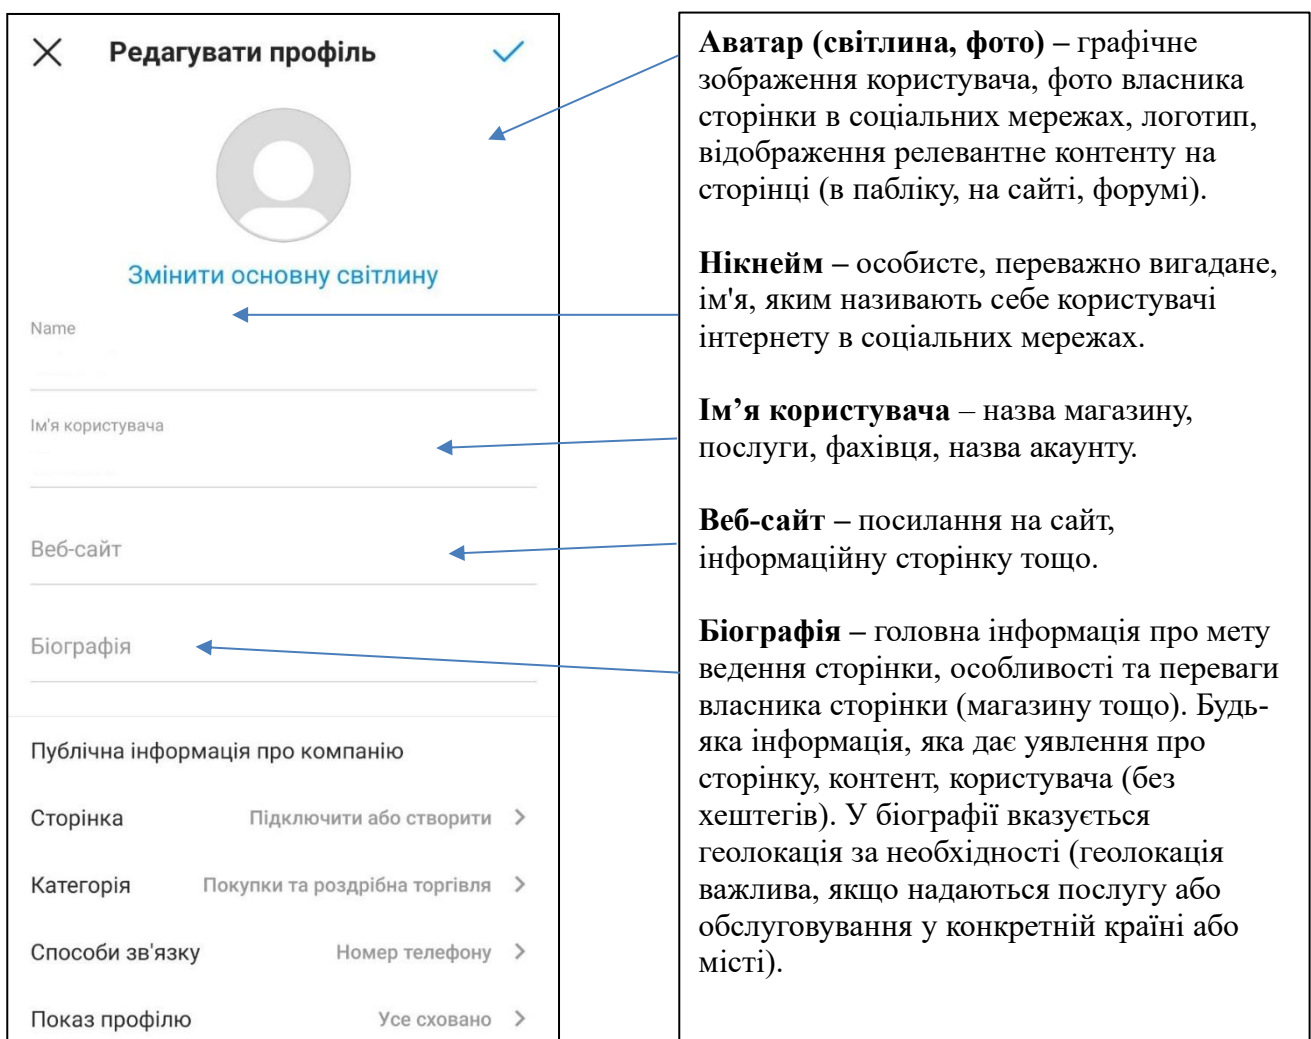 Редагувати профіль
Змінити основну світлину
Name
Ім'я користувача
Веб-сайт
Біографія
Публічна інформація про компанію
Сторінка Підключити або створити
Категорія Покупки та роздрібна торгівля
Способи зв'язку Номер телефону
Показ профілю Усе сховано
Аватар (світлина, фото) – графічне
зображення користувача, фото власника
сторінки в соціальних мережах, логотип,
відображення релевантне контенту на
сторінці (в пабліку, на сайті, форумі).
Нікнейм – особисте, переважно вигадане,
ім'я, яким називають себе користувачі
інтернету в соціальних мережах.
Ім’я користувача – назва магазину,
послуги, фахівця, назва акаунту.
Веб-сайт – посилання на сайт,
інформаційну сторінку тощо.
Біографія – головна інформація про мету
ведення сторінки, особливості та переваги
власника сторінки (магазину тощо). Будь-
яка інформація, яка дає уявлення про
сторінку, контент, користувача (без
хештегів). У біографії вказується
геолокація за необхідності (геолокація
важлива, якщо надаються послугу або
обслуговування у конкретній країні або
місті).